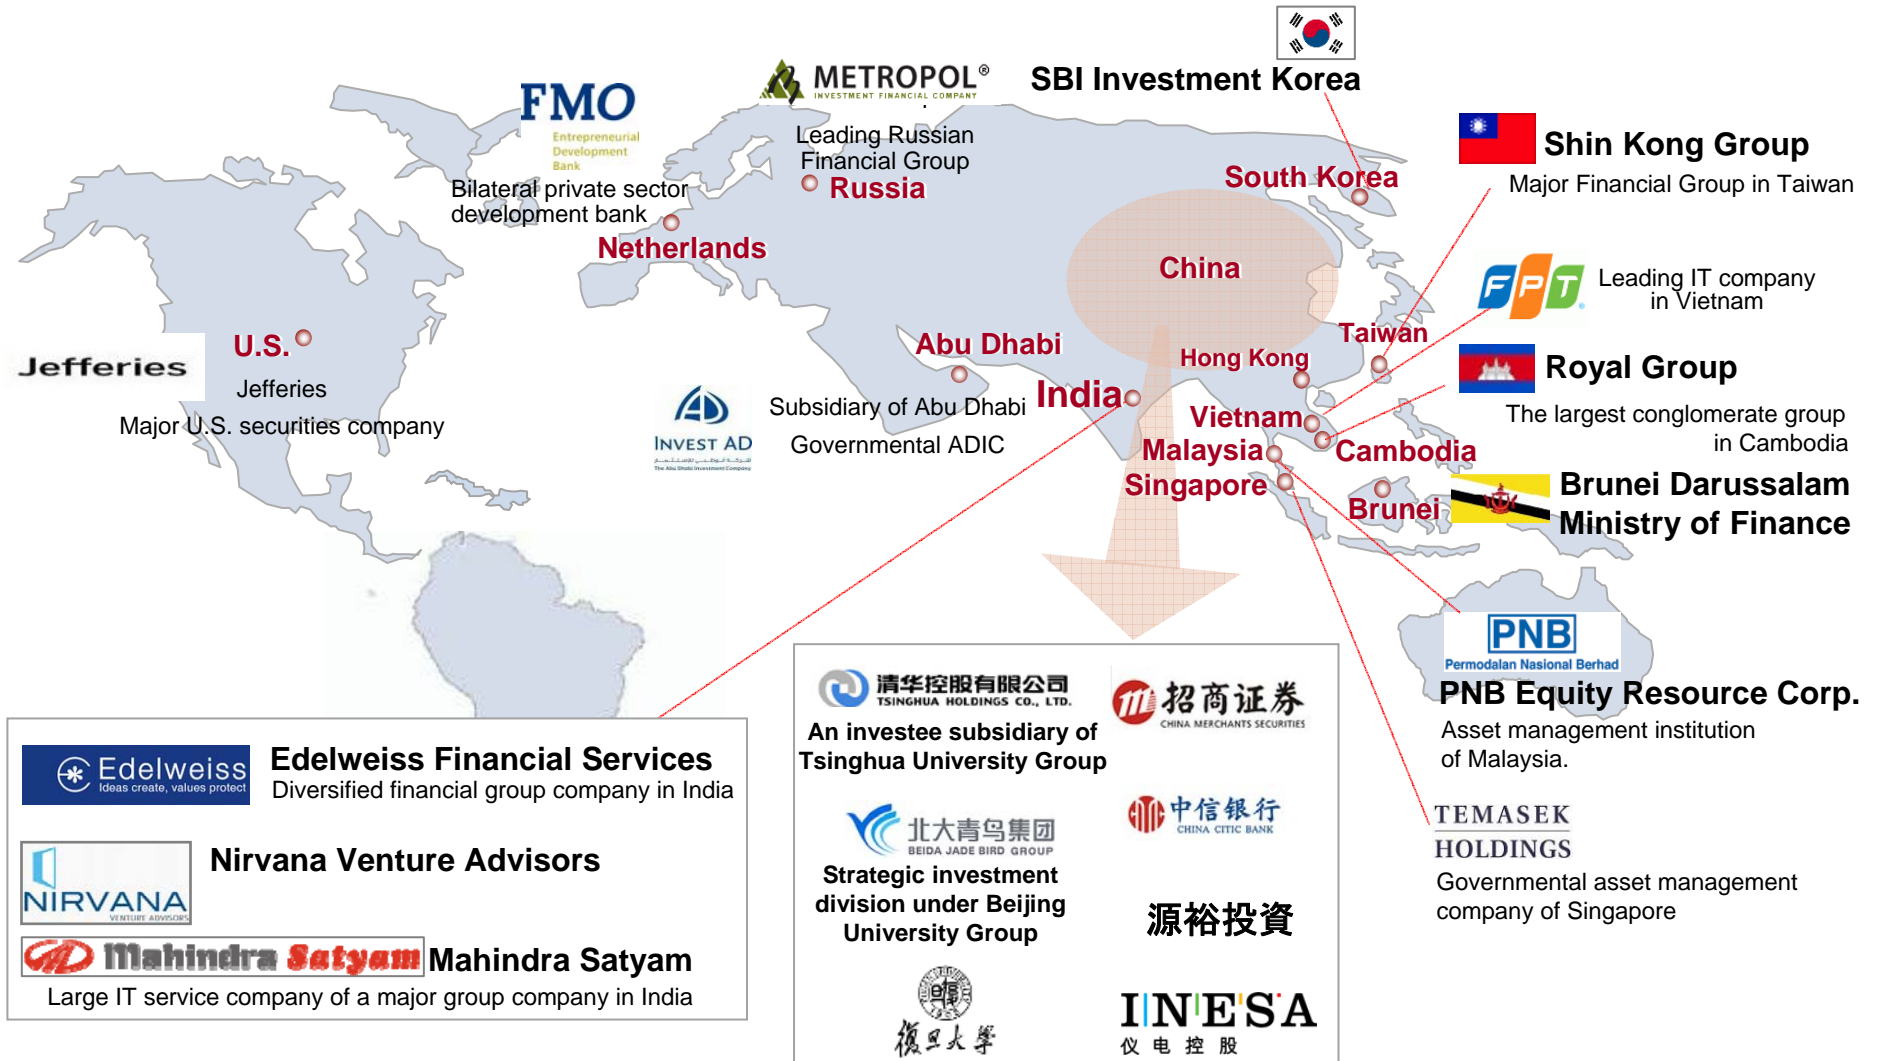 SBI Investment Korea
METROPOL®
INVESTMENT FINANCIAL COMPANY
Leading Russian
Financial Group
Russia
FMO
Entrepreneurial
Development
Bank
Bilateral private sector
development bank
Netherlands
South Korea
Shin Kong Group
Major Financial Group in Taiwan
China
FPT
Leading IT company
in Vietnam
Taiwan
Hong Kong
Abu Dhabi
U.S.
Jefferies
Jefferies
Major U.S. securities company
INVEST AD
The Abu Dhabi Investment Company
Subsidiary of Abu Dhabi
Governmental ADIC
India
Royal Group
The largest conglomerate group
in Cambodia
Vietnam
Malaysia
Cambodia
Singapore
Brunei
Brunei Darussalam
Ministry of Finance
PNB
Permodalan Nasional Berhad
PNB Equity Resource Corp.
Asset management institution
of Malaysia.
TEMASEK
HOLDINGS
Governmental asset management
company of Singapore
Edelweiss
Ideas create, values protect
Edelweiss Financial Services
Diversified financial group company in India
NIRVANA
VENTURE ADVISORS
Nirvana Venture Advisors
Mahindra Satyam
Mahindra Satyam
Large IT service company of a major group company in India
清华控股有限公司
TSINGHUA HOLDINGS CO., LTD.
An investee subsidiary of
Tsinghua University Group
招商证券
CHINA MERCHANTS SECURITIES
北大青鸟集团
BEIDA JADE BIRD GROUP
Strategic investment
division under Beijing
University Group
中信银行
CHINA CITIC BANK
源裕投資
復旦大學
INESA
仪电控股